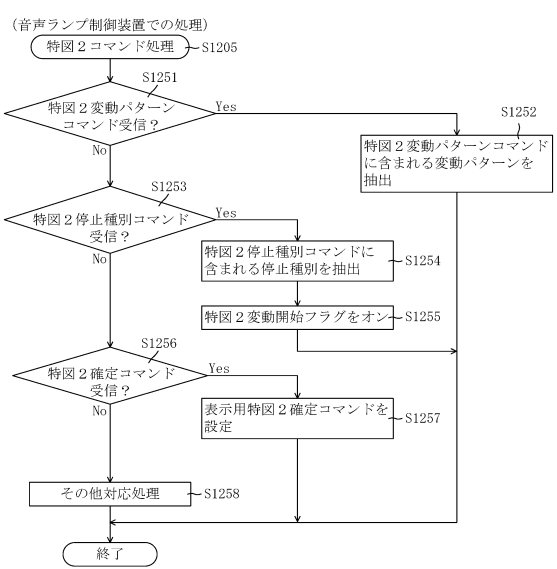 (音声ランプ制御装置での処理)
特図２コマンド処理
S1205
S1251
特図２変動パターン
コマンド受信？
Yes
S1252
特図２変動パターンコマンド
に含まれる変動パターンを
抽出
No
S1253
特図２停止種別コマンド
受信？
Yes
特図２停止種別コマンドに
含まれる停止種別を抽出
S1254
No
特図２変動開始フラグをオン
S1255
S1256
特図２確定コマンド
受信？
Yes
表示用特図２確定コマンドを
設定
S1257
No
その他対応処理
S1258
終了